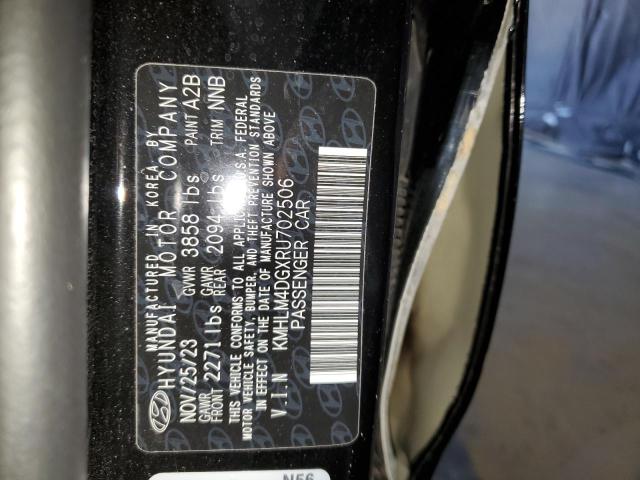 MANUFACTURED IN KOREA BY
HYUNDAI MOTOR COMPANY
NOV/25/23 GVWR 3858 lbs PAINT A2B
GAWR FRONT 2271 lbs GAWR REAR 2094 lbs TRIM NNB
THIS VEHICLE CONFORMS TO ALL APPLICABLE U.S.A. FEDERAL
MOTOR VEHICLE SAFETY, BUMPER, AND THEFT PREVENTION STANDARDS
IN EFFECT ON THE DATE OF MANUFACTURE SHOWN ABOVE
V.I.N KMHLM4DGXRU702506
PASSENGER CAR
N56